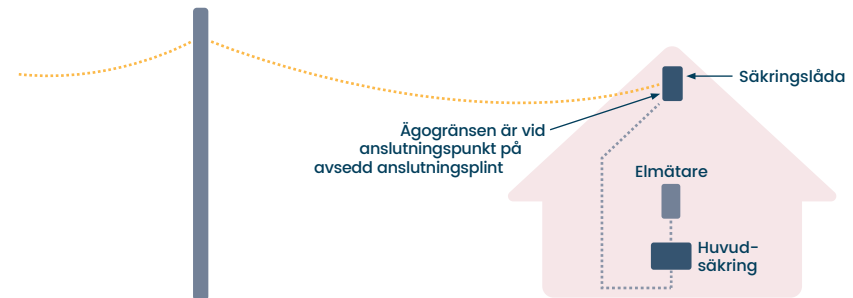 Säkringslåda
Ägogränsen är vid
anslutningspunkt på
avsedd anslutningsplint
Elmätare
Huvud-
säkring